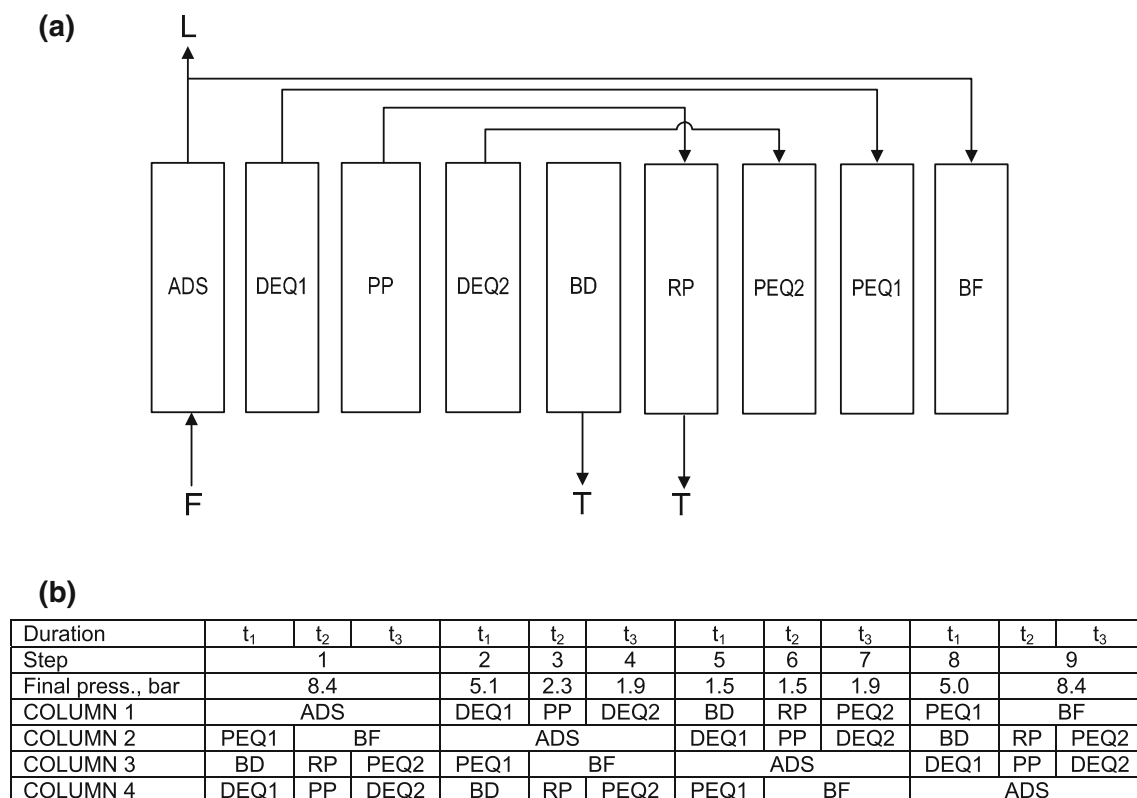 (a)
L
ADS DEQ1 PP DEQ2 BD RP PEQ2 PEQ1 BF
F T T
(b)
Duration t₁ t₂ t₃ t₁ t₂ t₃ t₁ t₂ t₃ t₁ t₂ t₃
Step 1 2 3 4 5 6 7 8 9
Final press., bar 8.4 5.1 2.3 1.9 1.5 1.5 1.9 5.0 8.4
COLUMN 1 ADS DEQ1 PP DEQ2 BD RP PEQ2 PEQ1 BF
COLUMN 2 PEQ1 BF ADS DEQ1 PP DEQ2 BD RP PEQ2
COLUMN 3 BD RP PEQ2 PEQ1 BF ADS DEQ1 PP DEQ2
COLUMN 4 DEQ1 PP DEQ2 BD RP PEQ2 PEQ1 BF ADS